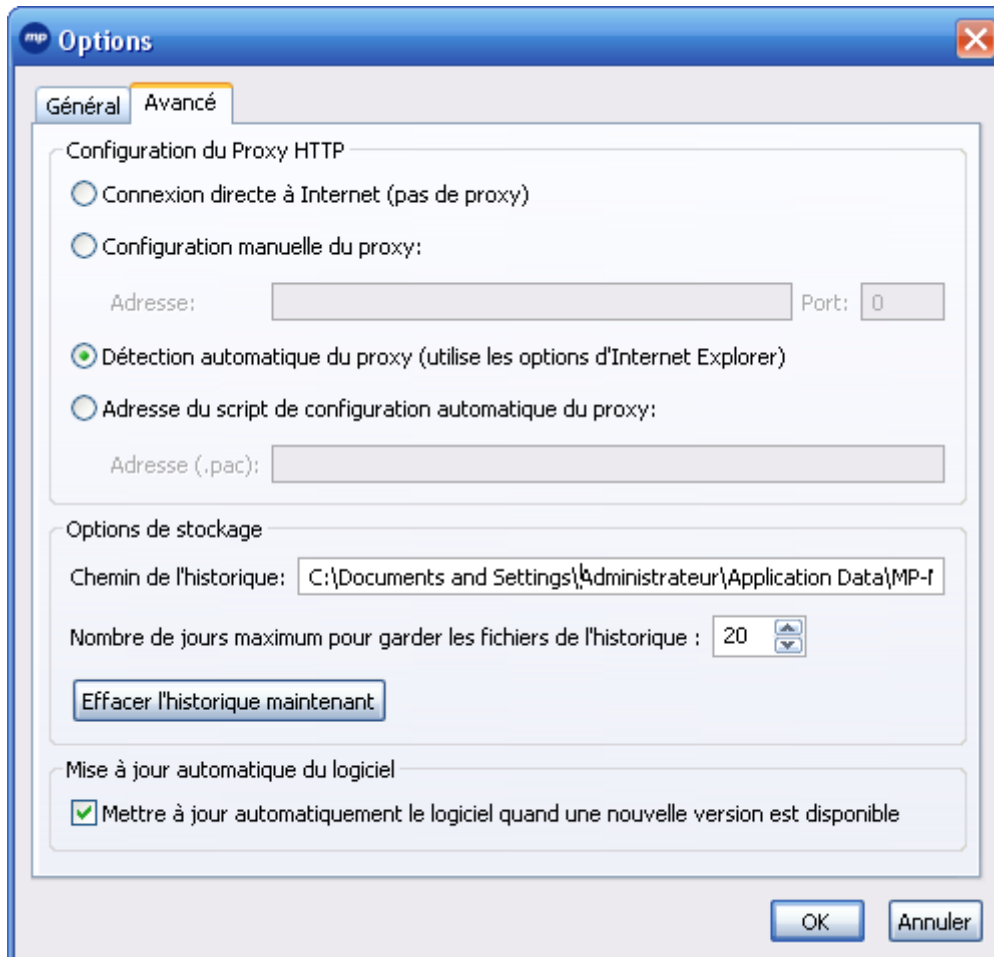 mp Options
Général Avancé
Configuration du Proxy HTTP
Connexion directe à Internet (pas de proxy)
Configuration manuelle du proxy:
Adresse: Port: 0
Détection automatique du proxy (utilise les options d'Internet Explorer)
Adresse du script de configuration automatique du proxy:
Adresse (.pac):
Options de stockage
Chemin de l'historique: C:\Documents and Settings\Administrateur\Application Data\MP-
Nombre de jours maximum pour garder les fichiers de l'historique : 20
Effacer l'historique maintenant
Mise à jour automatique du logiciel
Mettre à jour automatiquement le logiciel quand une nouvelle version est disponible
OK Annuler